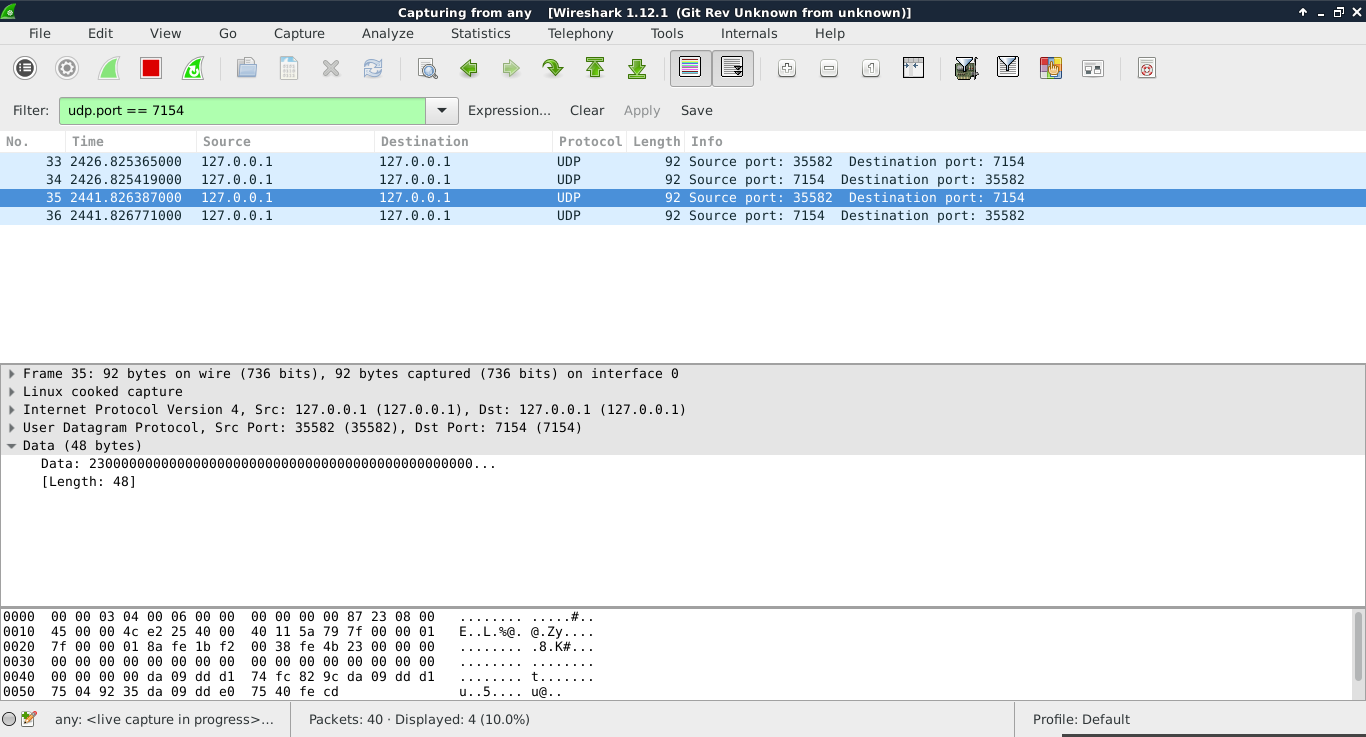 Capturing from any [Wireshark 1.12.1 (Git Rev Unknown from unknown)]
File Edit View Go Capture Analyze Statistics Telephony Tools Internals Help
Filter: udp.port == 7154 Expression... Clear Apply Save
No. Time Source Destination Protocol Length Info
33 2426.825365000 127.0.0.1 127.0.0.1 UDP 92 Source port: 35582 Destination port: 7154
34 2426.825419000 127.0.0.1 127.0.0.1 UDP 92 Source port: 7154 Destination port: 35582
35 2441.826387000 127.0.0.1 127.0.0.1 UDP 92 Source port: 35582 Destination port: 7154
36 2441.826771000 127.0.0.1 127.0.0.1 UDP 92 Source port: 7154 Destination port: 35582
Frame 35: 92 bytes on wire (736 bits), 92 bytes captured (736 bits) on interface 0
Linux cooked capture
Internet Protocol Version 4, Src: 127.0.0.1 (127.0.0.1), Dst: 127.0.0.1 (127.0.0.1)
User Datagram Protocol, Src Port: 35582 (35582), Dst Port: 7154 (7154)
Data (48 bytes)
Data: 230000000000000000000000000000000000000000000000...
[Length: 48]
0000 00 00 03 04 00 06 00 00 00 00 00 00 87 23 08 00 ........ .....#..
0010 45 00 00 4c e2 25 40 00 40 11 5a 79 7f 00 00 01 E..L.%@. @.Zy....
0020 7f 00 00 01 8a fe 1b f2 00 38 fe 4b 23 00 00 00 ........ .8.K#...
0030 00 00 00 00 00 00 00 00 00 00 00 00 00 00 00 00 ........ ........
0040 00 00 00 00 da 09 dd d1 74 fc 82 9c da 09 dd d1 ........ t.......
0050 75 04 92 35 da 09 dd e0 75 40 fe cd u..5.... u@..
any: <live capture in progress>... Packets: 40 · Displayed: 4 (10.0%) Profile: Default